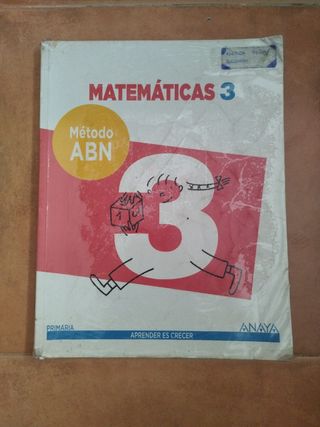 MATEMÁTICAS 3
Método
ABN
3
PRIMARIA
ANAYA
APRENDER ES CRECER